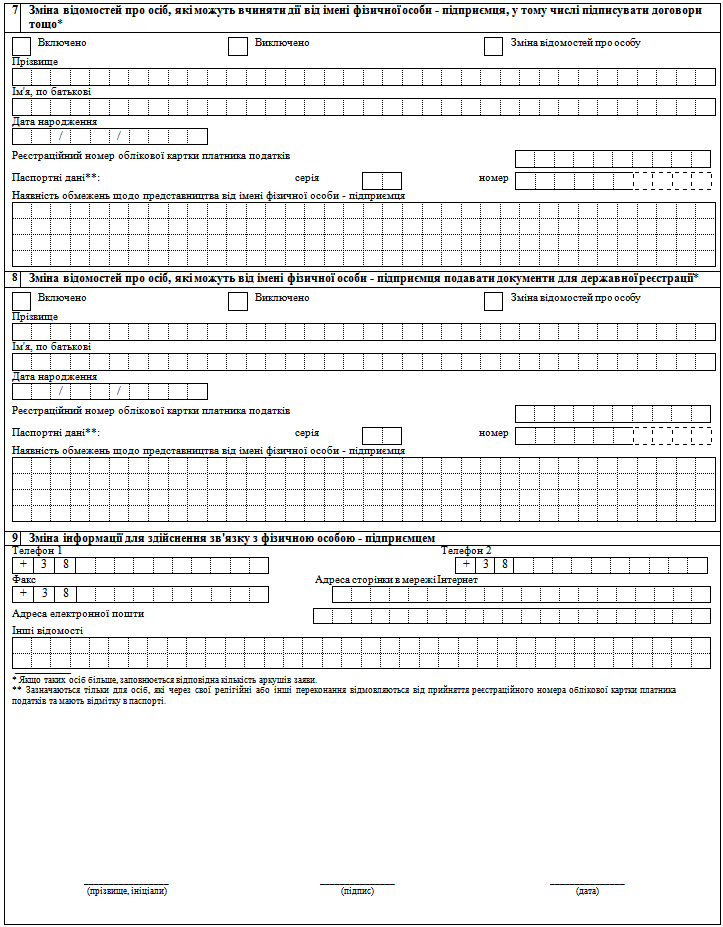 7 Зміна відомостей про осіб, які можуть вчиняти дії від імені фізичної особи - підприємця, у тому числі підписувати договори
тощо*
Включено Виключено Зміна відомостей про особу
Прізвище
Ім'я, по батькові
Дата народження
/ /
Реєстраційний номер облікової картки платника податків
Паспортні дані**: серія номер
Наявність обмежень щодо представництва від імені фізичної особи - підприємця
8 Зміна відомостей про осіб, які можуть від імені фізичної особи - підприємця подавати документи для державної реєстрації*
Включено Виключено Зміна відомостей про особу
Прізвище
Ім'я, по батькові
Дата народження
/ /
Реєстраційний номер облікової картки платника податків
Паспортні дані**: серія номер
Наявність обмежень щодо представництва від імені фізичної особи - підприємця
9 Зміна інформації для здійснення зв'язку з фізичною особою - підприємцем
Телефон 1 Телефон 2
+ 3 8 + 3 8
Факс Адреса сторінки в мережі Інтернет
+ 3 8
Адреса електронної пошти
Інші відомості
* Якщо таких осіб більше, заповнюється відповідна кількість аркушів заяви.
** Зазначаються тільки для осіб, які через свої релігійні або інші переконання відмовляються від прийняття реєстраційного номера облікової картки платника
податків та мають відмітку в паспорті.
(прізвище, ініціали) (підпис) (дата)